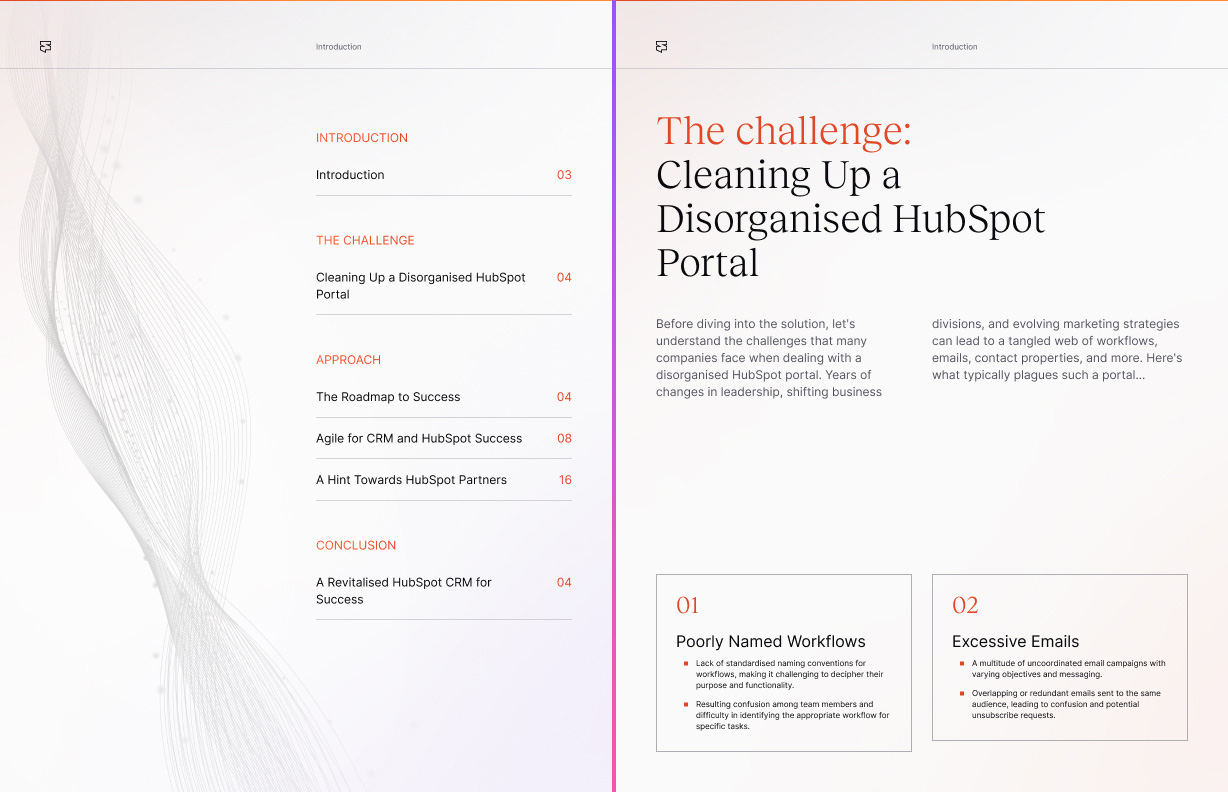 Introduction
INTRODUCTION
Introduction 03
THE CHALLENGE
Cleaning Up a Disorganised HubSpot 04
Portal
APPROACH
The Roadmap to Success 04
Agile for CRM and HubSpot Success 08
A Hint Towards HubSpot Partners 16
CONCLUSION
A Revitalised HubSpot CRM for 04
Success
Introduction
The challenge:
Cleaning Up a
Disorganised HubSpot
Portal
Before diving into the solution, let's
understand the challenges that many
companies face when dealing with a
disorganised HubSpot portal. Years of
changes in leadership, shifting business
divisions, and evolving marketing strategies
can lead to a tangled web of workflows,
emails, contact properties, and more. Here's
what typically plagues such a portal...
01
Poorly Named Workflows
Lack of standardised naming conventions for
workflows, making it challenging to decipher their
purpose and functionality.
Resulting confusion among team members and
difficulty in identifying the appropriate workflow for
specific tasks.
02
Excessive Emails
A multitude of uncoordinated email campaigns with
varying objectives and messaging.
Overlapping or redundant emails sent to the same
audience, leading to confusion and potential
unsubscribe requests.